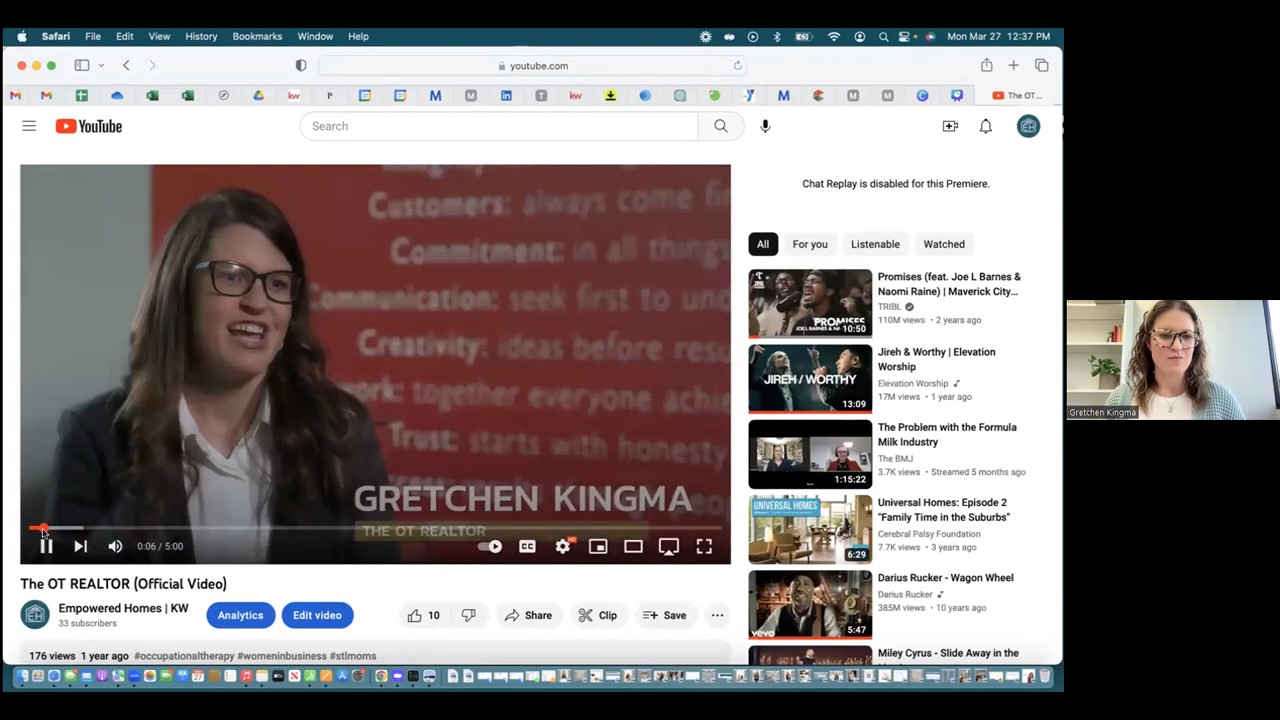 Safari File Edit View History Bookmarks Window Help Mon Mar 27 12:37 PM
youtube.com
The OT...
YouTube
Search
Chat Replay is disabled for this Premiere.
All For you Listenable Watched
Customers: always come
Commitment: in all things
ommunication: seek first to
Creativity: ideas before resu
together everyone achie
Trust: starts with honesty
GRETCHEN KINGMA
THE OT REALTOR
0:06 / 5:00
The OT REALTOR (Official Video)
Empowered Homes | KW
33 subscribers
Analytics
Edit video
10
Share
Clip
Save
176 views 1 year ago #occupationaltherapy #womeninbusiness #stlmoms
PROMISES
10:50
Promises (feat. Joe L Barnes &
Naomi Raine) | Maverick City...
TRIBL
110M views • 2 years ago
JIREH / WORTHY
13:09
Jireh & Worthy | Elevation
Worship
Elevation Worship
17M views • 1 year ago
1:15:22
The Problem with the Formula
Milk Industry
The BMJ
3.7K views • Streamed 5 months ago
UNIVERSAL HOMES
6:29
Universal Homes: Episode 2
"Family Time in the Suburbs"
Cerebral Palsy Foundation
7.7K views • 3 years ago
vevo
5:47
Darius Rucker - Wagon Wheel
Darius Rucker
385M views • 10 years ago
Miley Cyrus - Slide Away in the
Gretchen Kingma